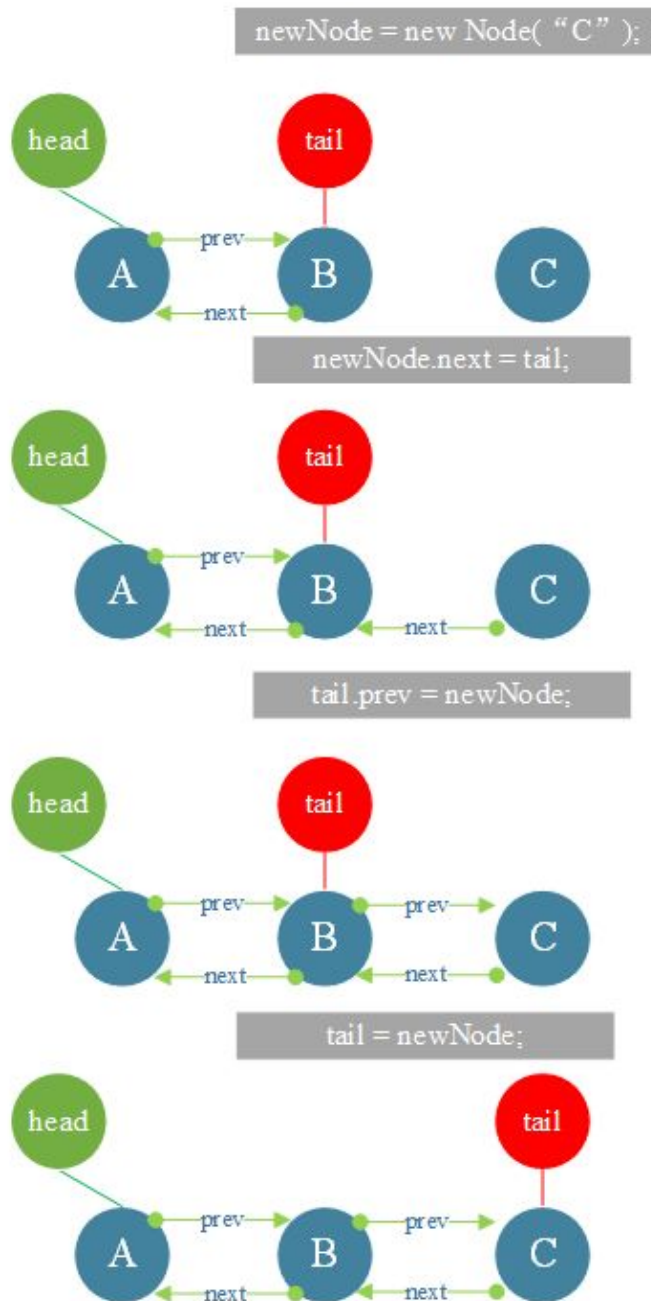 newNode = new Node( “C” );
head tail
prev
A B C
next
newNode.next = tail;
head tail
prev
A B C
next next
tail.prev = newNode;
head tail
prev prev
A B C
next next
tail = newNode;
head tail
prev prev
A B C
next next